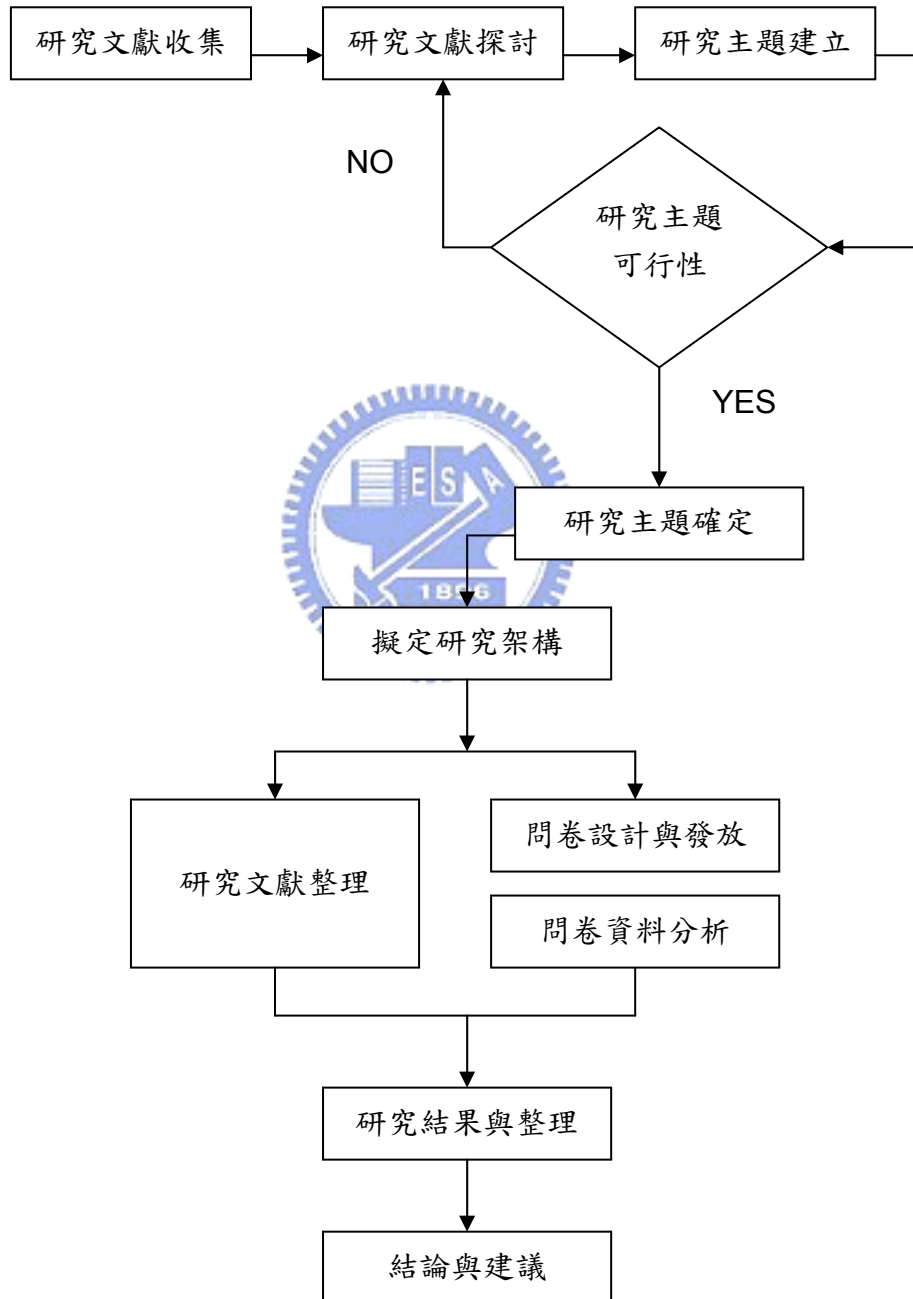 研究文獻收集
研究文獻探討
研究主題建立
NO
研究主題
可行性
YES
ES
A
1896
研究主題確定
擬定研究架構
研究文獻整理
問卷設計與發放
問卷資料分析
研究結果與整理
結論與建議